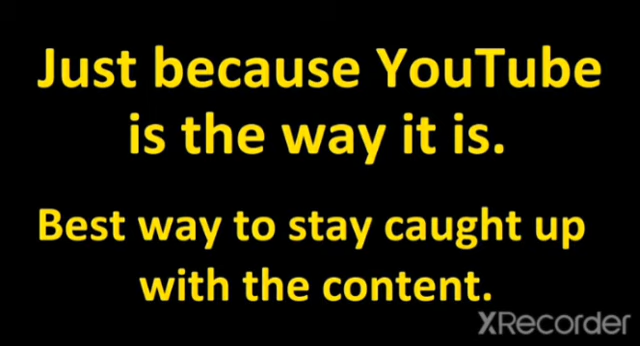 Just because YouTube
is the way it is.
Best way to stay caught up
with the content.
XRecorder